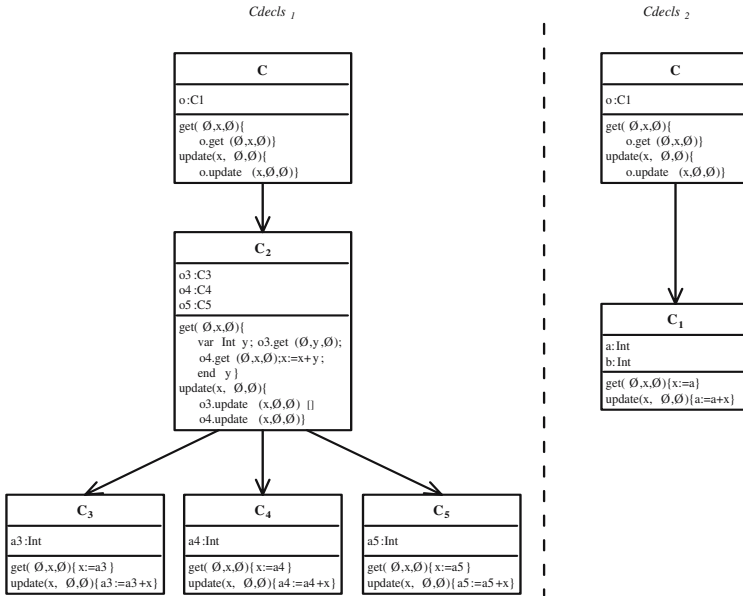 Cdecls 1
C
o:C1
get( Ø,x,Ø){
o.get (Ø,x,Ø)}
update(x, Ø,Ø){
o.update (x,Ø,Ø)}
C2
o3:C3
o4:C4
o5:C5
get( Ø,x,Ø){
var Int y; o3.get (Ø,y,Ø);
o4.get (Ø,x,Ø);x:=x+y;
end y}
update(x, Ø,Ø){
o3.update (x,Ø,Ø) []
o4.update (x,Ø,Ø)}
C3
a3:Int
get( Ø,x,Ø){x:=a3}
update(x, Ø,Ø){a3:=a3+x}
C4
a4:Int
get( Ø,x,Ø){x:=a4}
update(x, Ø,Ø){a4:=a4+x}
C5
a5:Int
get( Ø,x,Ø){x:=a5}
update(x, Ø,Ø){a5:=a5+x}
Cdecls 2
C
o:C1
get( Ø,x,Ø){
o.get (Ø,x,Ø)}
update(x, Ø,Ø){
o.update (x,Ø,Ø)}
C1
a:Int
b:Int
get( Ø,x,Ø){x:=a}
update(x, Ø,Ø){a:=a+x}